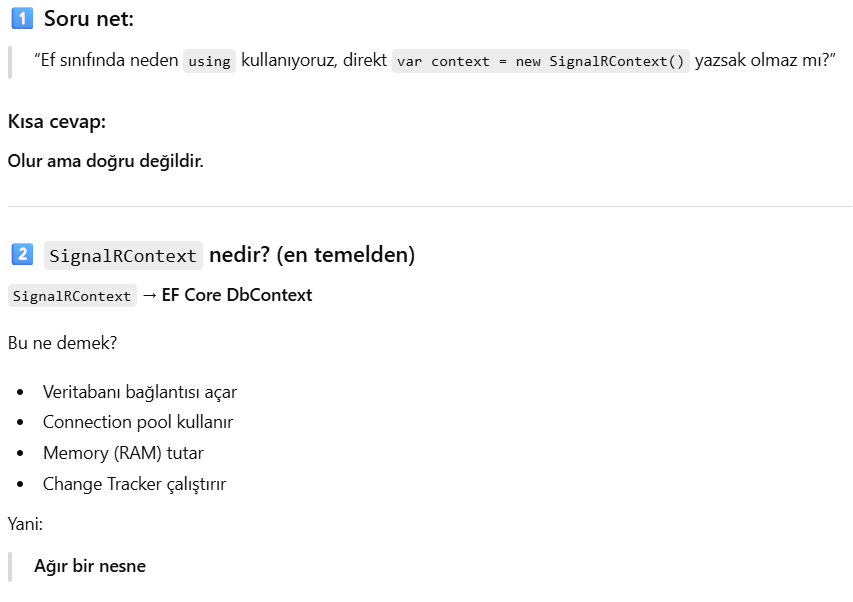 1 Soru net:
“Ef sınıfında neden using kullanıyoruz, direkt var context = new SignalRContext() yazsak olmaz mı?”
Kısa cevap:
Olur ama doğru değildir.
2 SignalRContext nedir? (en temelden)
SignalRContext → EF Core DbContext
Bu ne demek?
• Veritabanı bağlantısı açar
• Connection pool kullanır
• Memory (RAM) tutar
• Change Tracker çalıştırır
Yani:
Ağır bir nesne